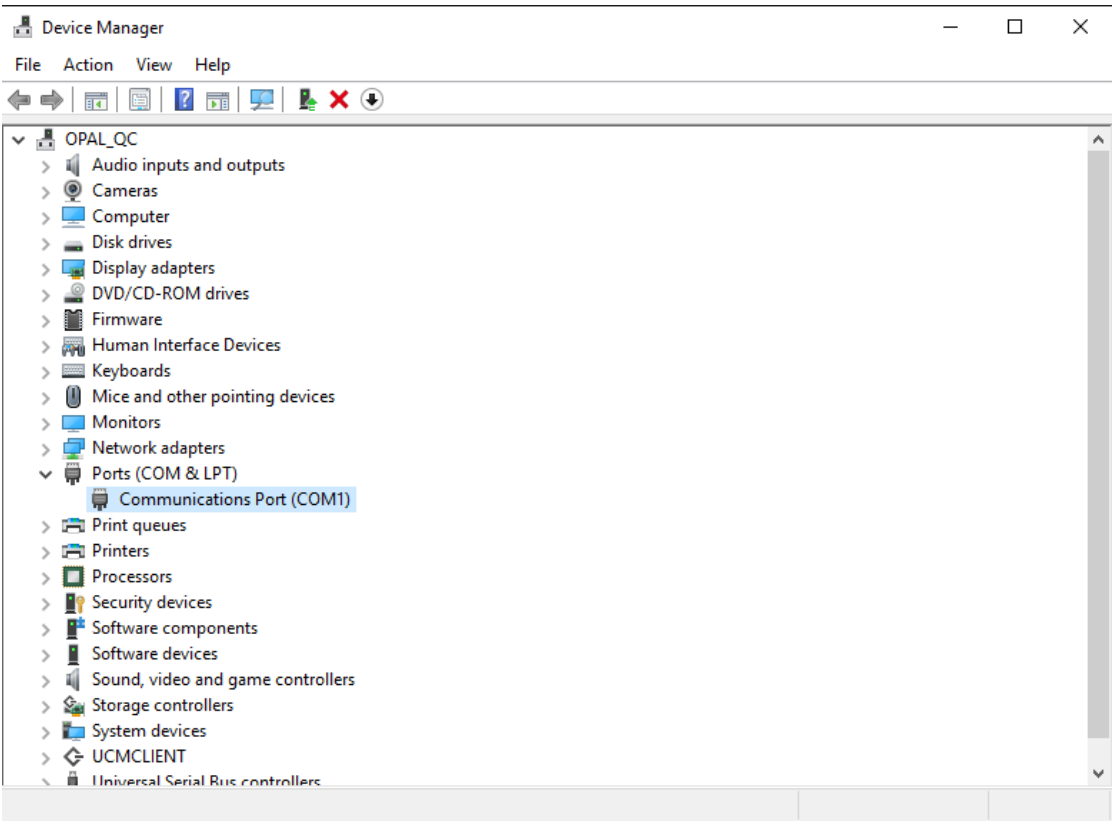 Device Manager
File Action View Help
OPAL_QC
Audio inputs and outputs
Cameras
Computer
Disk drives
Display adapters
DVD/CD-ROM drives
Firmware
Human Interface Devices
Keyboards
Mice and other pointing devices
Monitors
Network adapters
Ports (COM & LPT)
Communications Port (COM1)
Print queues
Printers
Processors
Security devices
Software components
Software devices
Sound, video and game controllers
Storage controllers
System devices
UCMCLIENT
Universal Serial Bus controllers